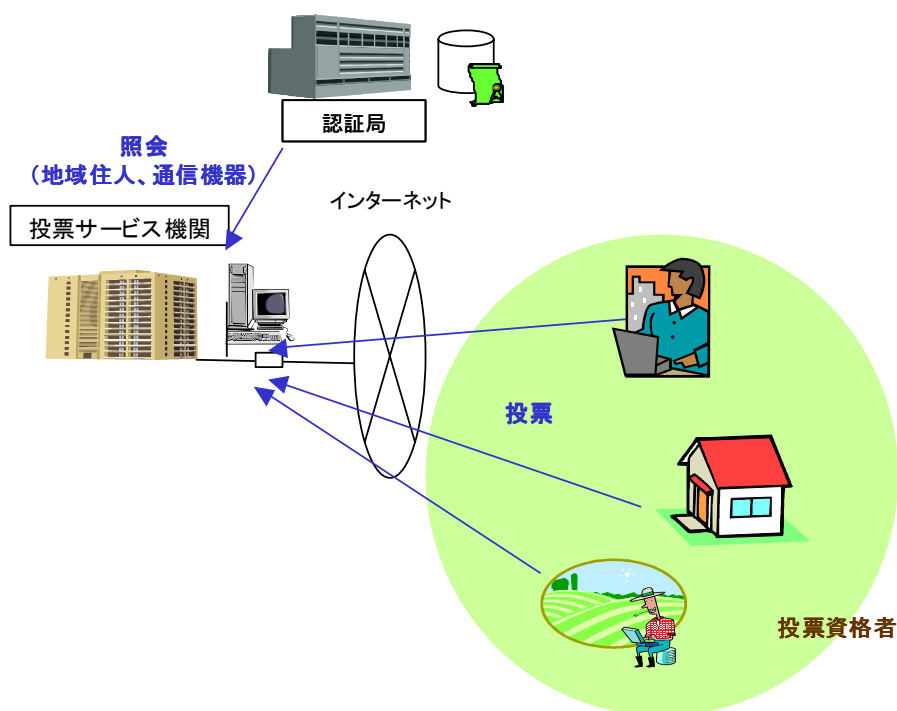 認証局
照会
（地域住人、通信機器）
インターネット
投票サービス機関
投票
投票資格者